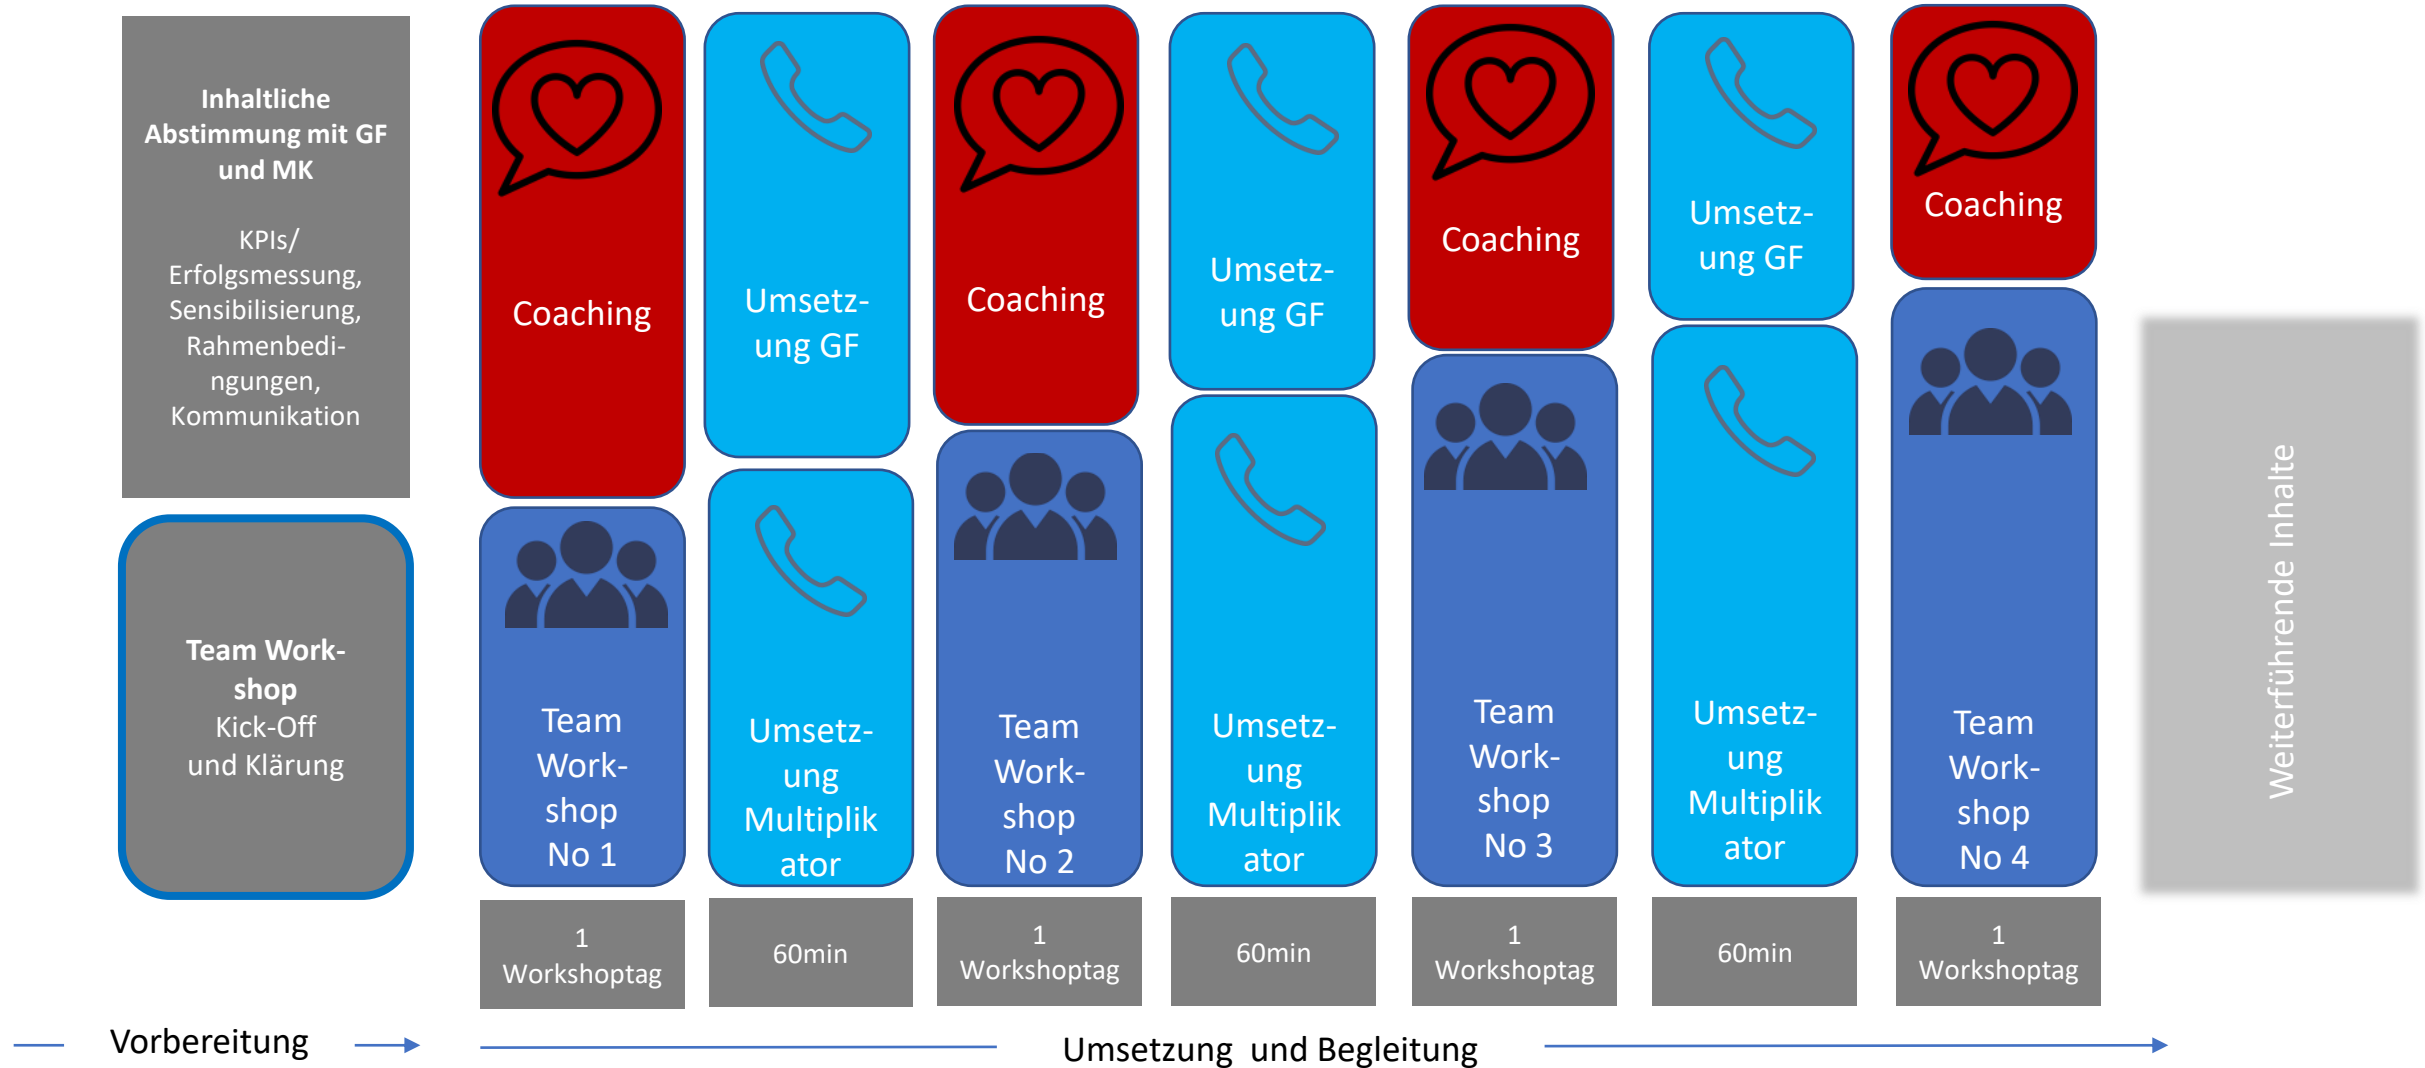 Inhaltliche
Abstimmung mit GF
und MK
KPIs/
Erfolgsmessung,
Sensibilisierung,
Rahmenbedi-
ngungen,
Kommunikation
Team Work-
shop
Kick-Off
und Klärung
Coaching
Team
Work-
shop
No 1
1
Workshoptag
Umsetz-
ung GF
Umsetz-
ung
Multiplik
ator
60min
Coaching
Team
Work-
shop
No 2
1
Workshoptag
Umsetz-
ung GF
Umsetz-
ung
Multiplik
ator
60min
Coaching
Team
Work-
shop
No 3
1
Workshoptag
Umsetz-
ung GF
Umsetz-
ung
Multiplik
ator
60min
Coaching
Team
Work-
shop
No 4
1
Workshoptag
Weiterführende Inhalte
Vorbereitung
Umsetzung  und Begleitung